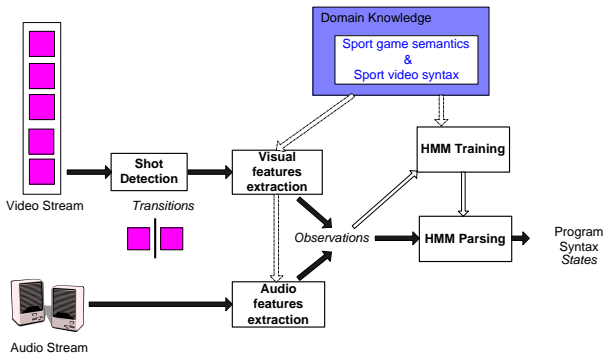 Domain Knowledge
Sport game semantics
&
Sport video syntax
Shot
Detection
Visual
features
extraction
HMM Training
Video Stream
Transitions
Observations
HMM Parsing
Program
Syntax
States
Audio
features
extraction
Audio Stream